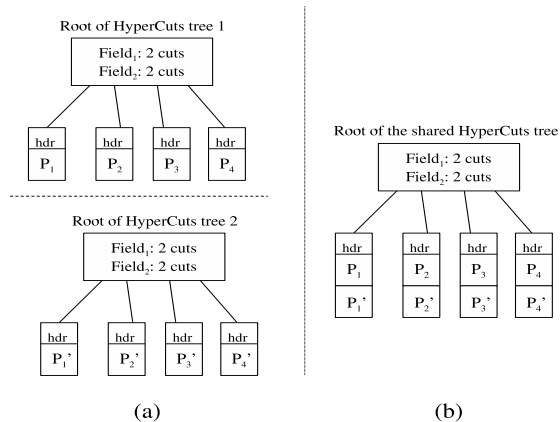 Root of HyperCuts tree 1
Field₁: 2 cuts
Field₂: 2 cuts
hdr hdr hdr hdr
P₁ P₂ P₃ P₄
Root of HyperCuts tree 2
Field₁: 2 cuts
Field₂: 2 cuts
hdr hdr hdr hdr
P₁' P₂' P₃' P₄'
(a)
Root of the shared HyperCuts tree
Field₁: 2 cuts
Field₂: 2 cuts
hdr hdr hdr hdr
P₁ P₂ P₃ P₄
P₁' P₂' P₃' P₄'
(b)